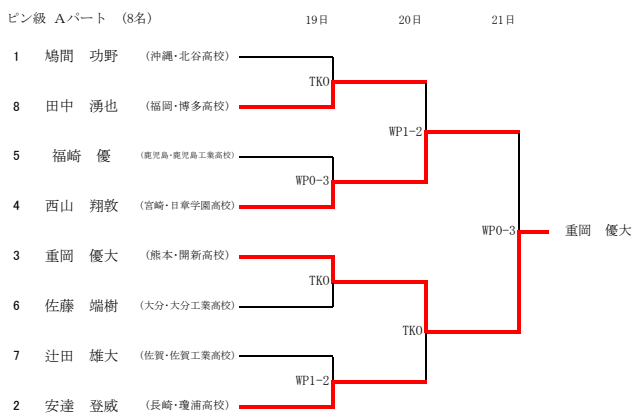 ピン級 Aパート (8名) 19日 20日 21日
1 鳩間 功野 (沖縄・北谷高校)
TKO
8 田中 湧也 (福岡・博多高校)
WP1-2
5 福崎 優 (鹿児島・鹿児島工業高校)
WP0-3
4 西山 翔敦 (宮崎・日章学園高校)
WP0-3 重岡 優大
3 重岡 優大 (熊本・開新高校)
TKO
6 佐藤 端樹 (大分・大分工業高校)
TKO
7 辻田 雄大 (佐賀・佐賀工業高校)
WP1-2
2 安達 登威 (長崎・瓊浦高校)